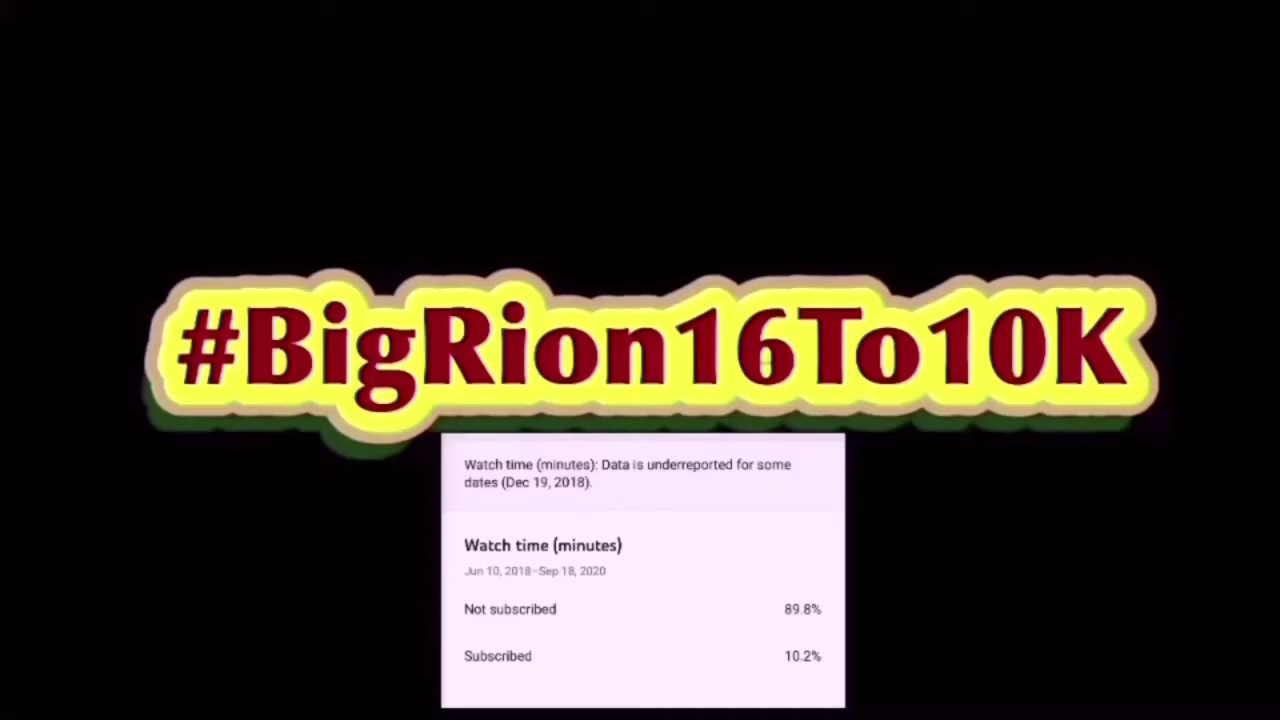 #BigRion16To10K
Watch time (minutes): Data is underreported for some
dates (Dec 19, 2018).
Watch time (minutes)
Jun 10, 2018–Sep 18, 2020
Not subscribed 89.8%
Subscribed 10.2%